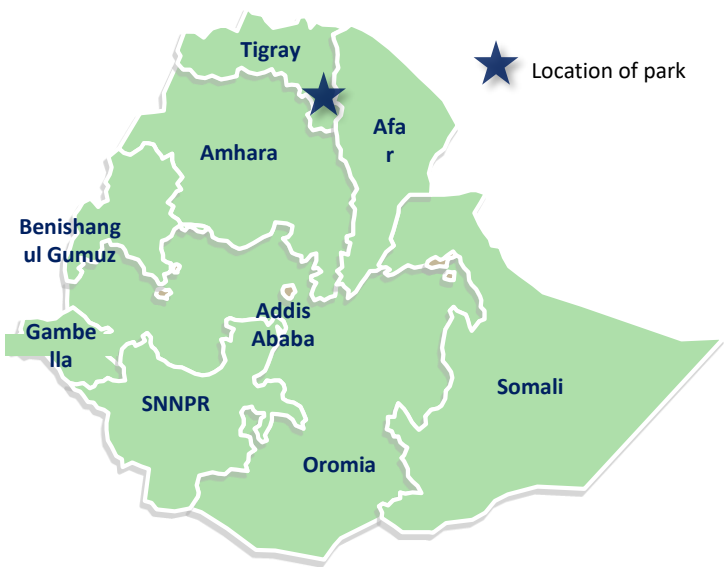 Tigray
Location of park
Afa
r
Amhara
Benishang
ul Gumuz
Addis
Ababa
Gambe
lla
Somali
SNNPR
Oromia